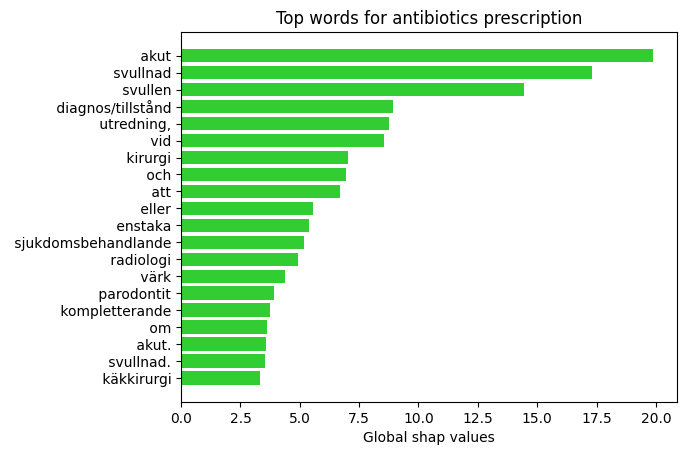 Top words for antibiotics prescription
akut
svullnad
svullen
diagnos/tillstånd
utredning,
vid
kirurgi
och
att
eller
enstaka
sjukdomsbehandlande
radiologi
värk
parodontit
kompletterande
om
akut.
svullnad.
käkkirurgi
0.0 2.5 5.0 7.5 10.0 12.5 15.0 17.5 20.0
Global shap values